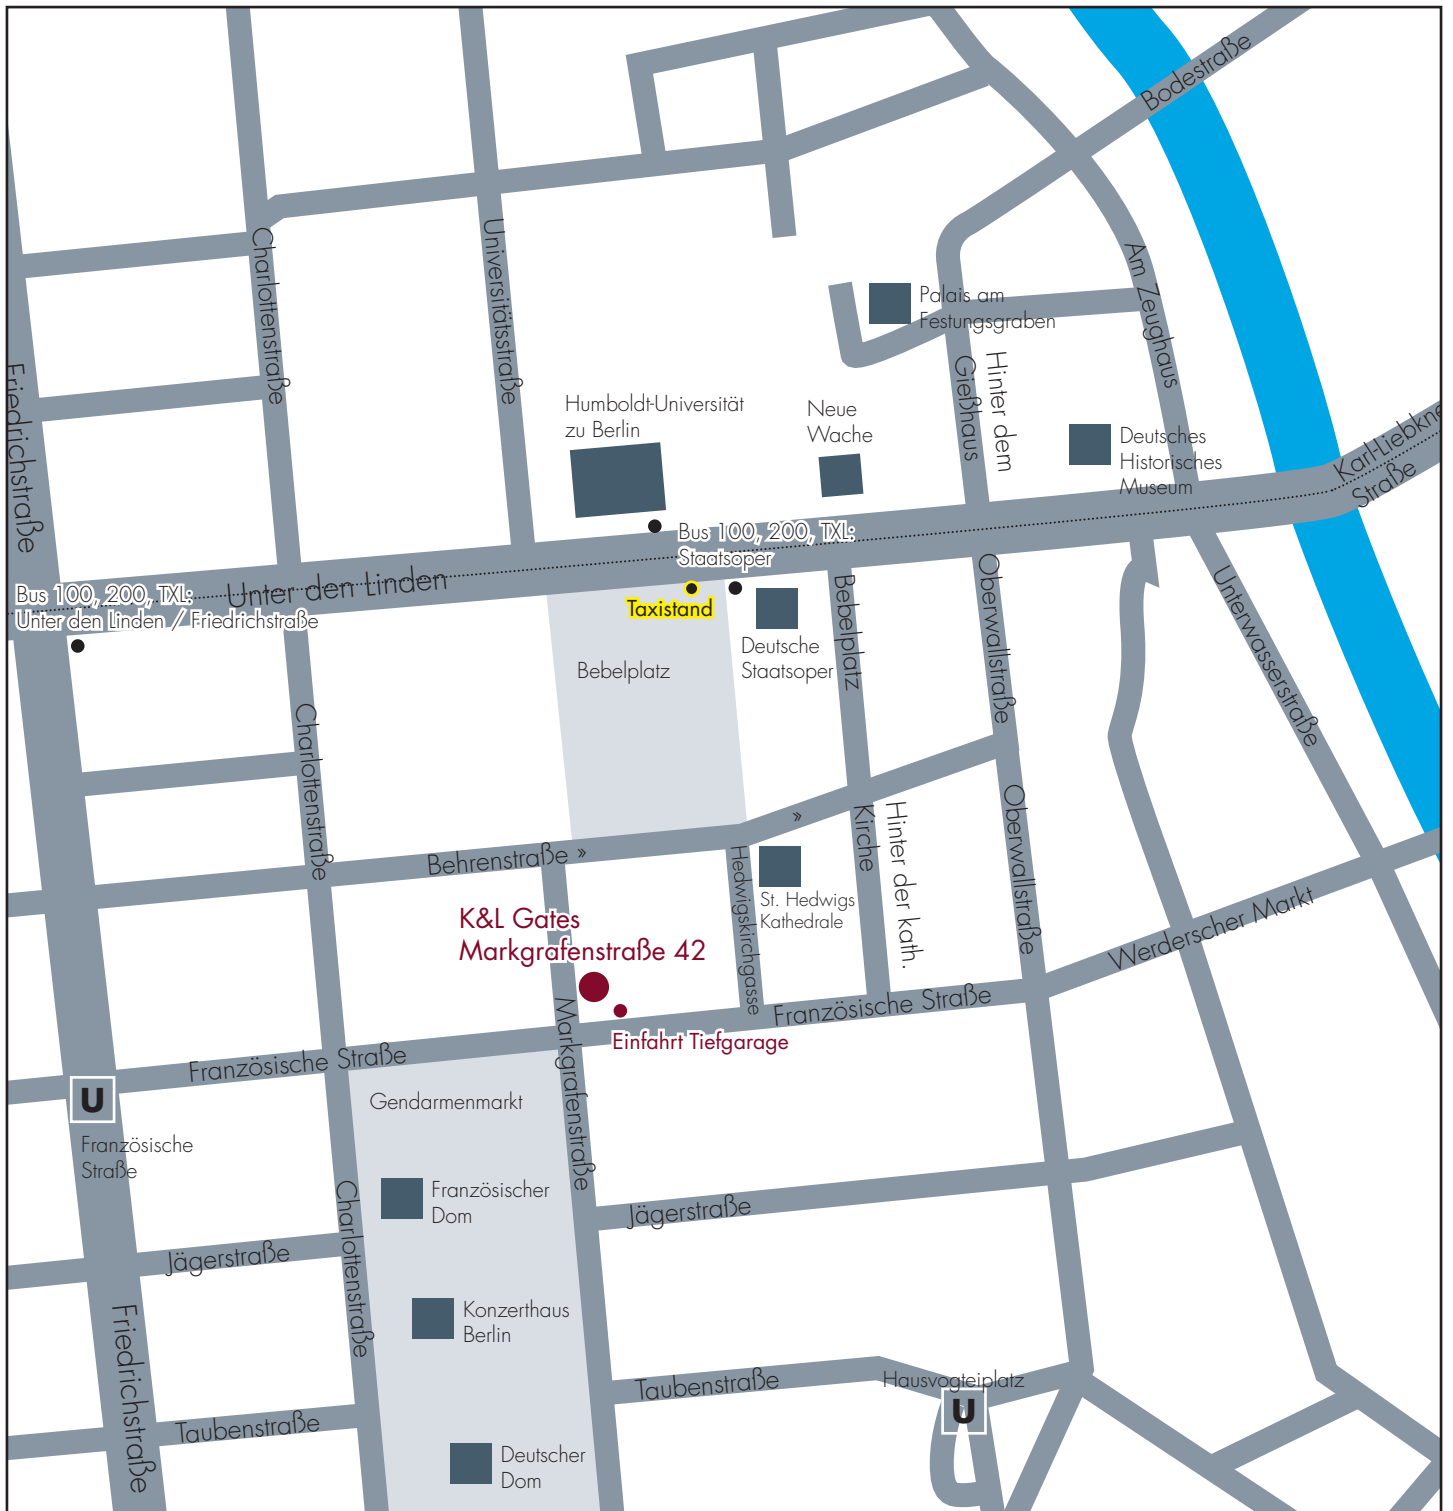 Bodestraße
Charlottenstraße
Universitätsstraße
Am Zeughaus
Palais am
Festungsgraben
Friedrichstraße
Hinter dem
Gießhaus
Humboldt-Universität
zu Berlin
Neue
Wache
Deutsches
Historisches
Museum
Karl-Liebkne
Straße
Bus 100, 200, TXL:
Staatsoper
Unter den Linden
Bus 100, 200, TXL:
Unter den Linden / Friedrichstraße
Taxistand
Deutsche
Staatsoper
Bebelplatz
Bebelplatz
Oberwallstraße
Unterwasserstraße
Charlottenstraße
Behrenstraße »
»
Hedwigskirchgasse
St. Hedwigs
Kathedrale
Hinter der kath.
Kirche
Oberwallstraße
Werderscher Markt
K&L Gates
Markgrafenstraße 42
Einfahrt Tiefgarage
Französische Straße
Französische Straße
Markgrafenstraße
U
Französische
Straße
Gendarmenmarkt
Französischer
Dom
Jägerstraße
Jägerstraße
Charlottenstraße
Konzerthaus
Berlin
Friedrichstraße
Taubenstraße
Taubenstraße
Hausvogteiplatz
U
Deutscher
Dom